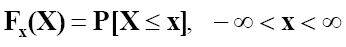 Fₓ(X) = P[X ≤ x],   −∞ < x < ∞